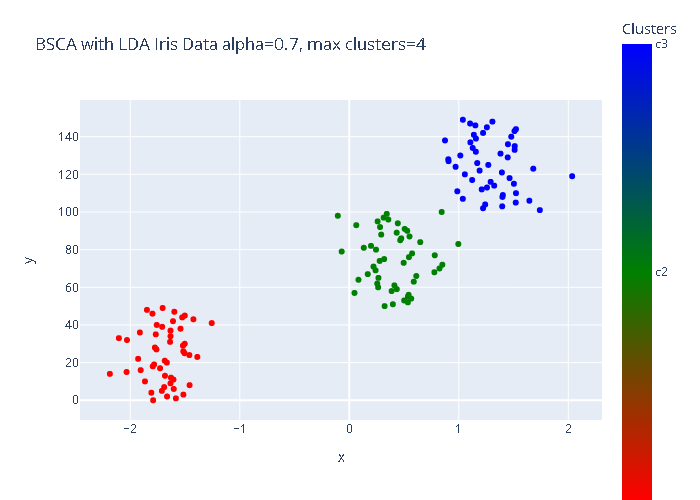 BSCA with LDA Iris Data alpha=0.7, max clusters=4
Clusters
c3
c2
140
120
100
80
60
40
20
0
y
−2
−1
0
1
2
x